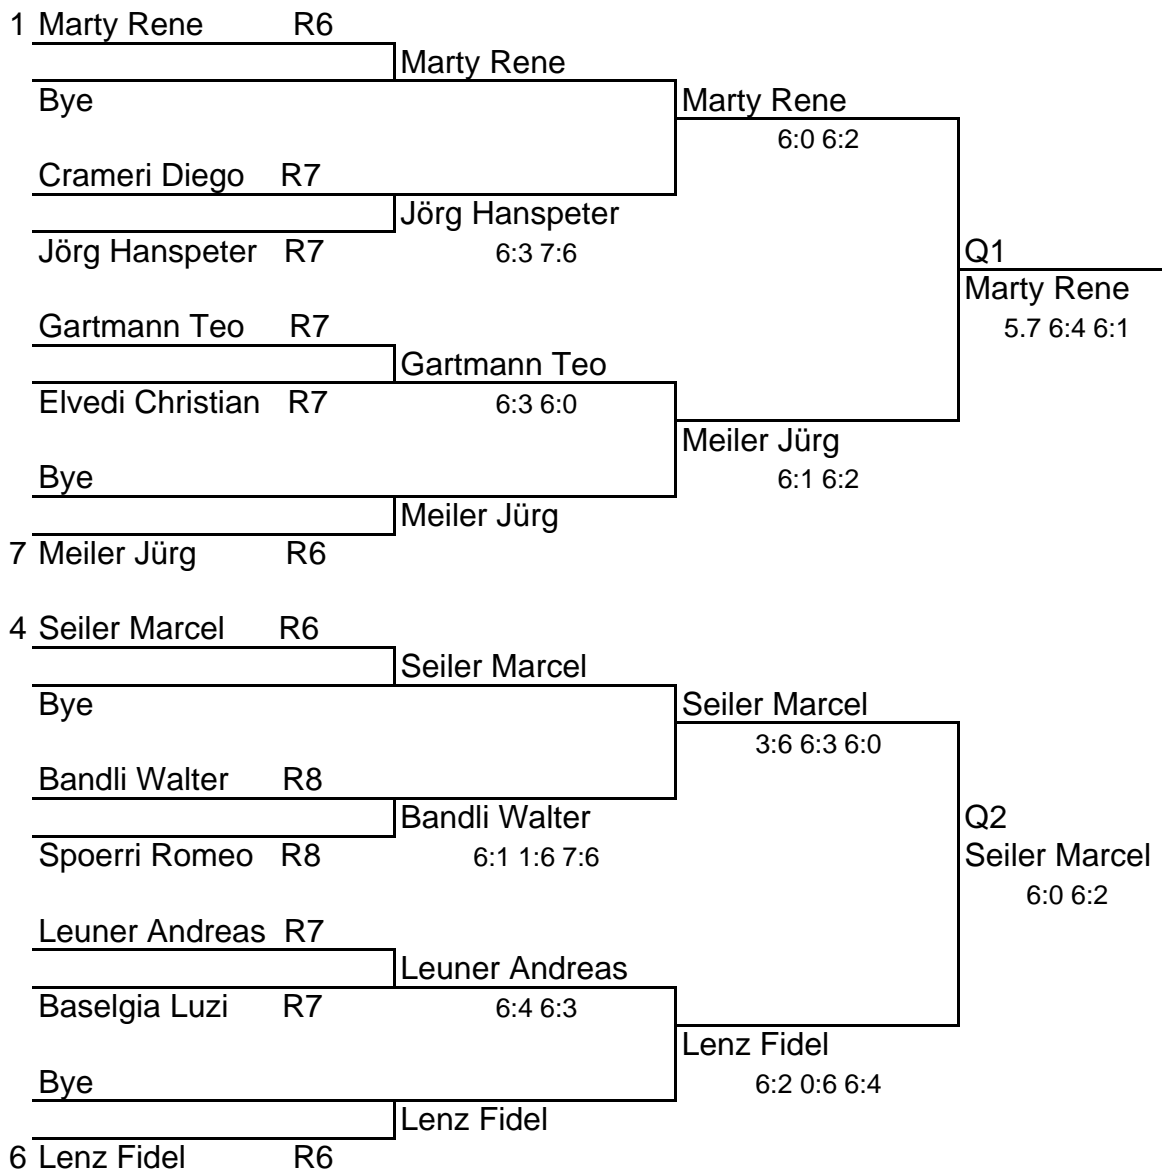 1 Marty Rene R6
Marty Rene
Bye
Marty Rene
6:0 6:2
Crameri Diego R7
Jörg Hanspeter
Jörg Hanspeter R7
6:3 7:6
Q1
Marty Rene
5.7 6:4 6:1
Gartmann Teo R7
Gartmann Teo
Elvedi Christian R7
6:3 6:0
Meiler Jürg
6:1 6:2
Bye
Meiler Jürg
7 Meiler Jürg R6
4 Seiler Marcel R6
Seiler Marcel
Bye
Seiler Marcel
3:6 6:3 6:0
Bandli Walter R8
Bandli Walter
Spoerri Romeo R8
6:1 1:6 7:6
Q2
Seiler Marcel
6:0 6:2
Leuner Andreas R7
Leuner Andreas
Baselgia Luzi R7
6:4 6:3
Lenz Fidel
6:2 0:6 6:4
Bye
Lenz Fidel
6 Lenz Fidel R6